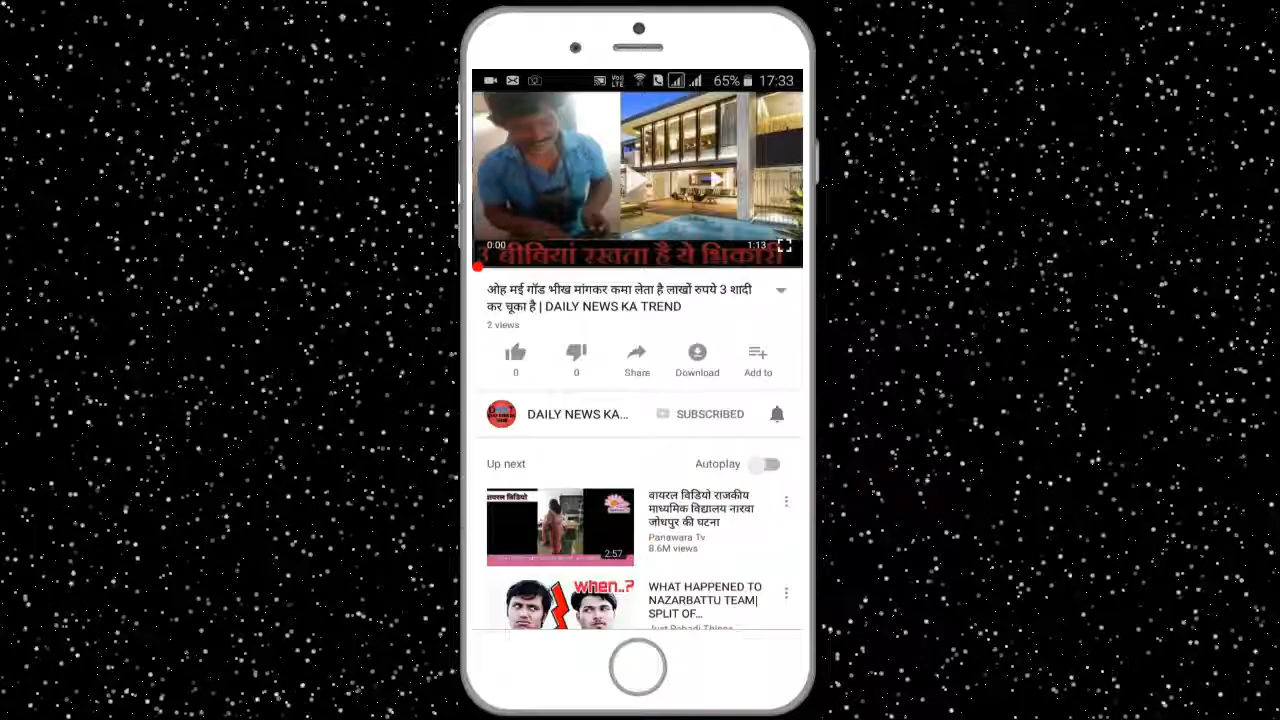 Vo) LTE 65% 17:33
0:00 1:13
3 बीवियां रखता है ये भिकारी
ओह मई गॉड भीख मांगकर कमा लेता है लाखों रुपये 3 शादी
कर चूका है | DAILY NEWS KA TREND
2 views
0 0 Share Download Add to
DAILY NEWS KA... SUBSCRIBED
Up next Autoplay
वायरल विडियो
2:57
वायरल विडियो राजकीय
माध्यमिक विद्यालय नारवा
जोधपुर की घटना
Panawara Tv
8.6M views
when..?
WHAT HAPPENED TO
NAZARBATTU TEAM|
SPLIT OF...